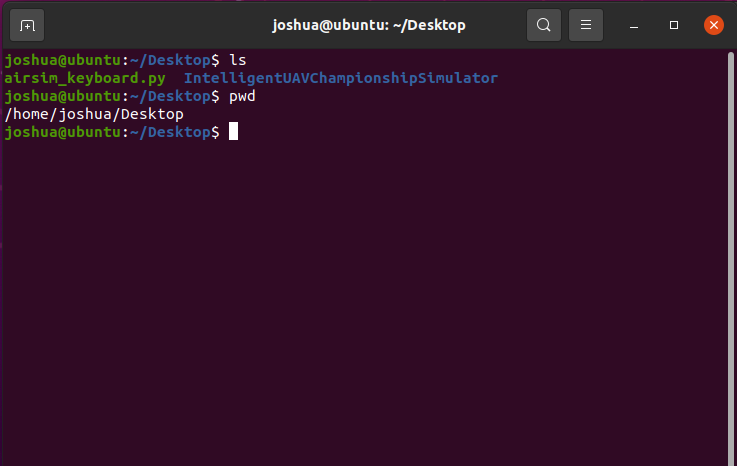 joshua@ubuntu: ~/Desktop
joshua@ubuntu:~/Desktop$ ls
airsim_keyboard.py  IntelligentUAVChampionshipSimulator
joshua@ubuntu:~/Desktop$ pwd
/home/joshua/Desktop
joshua@ubuntu:~/Desktop$